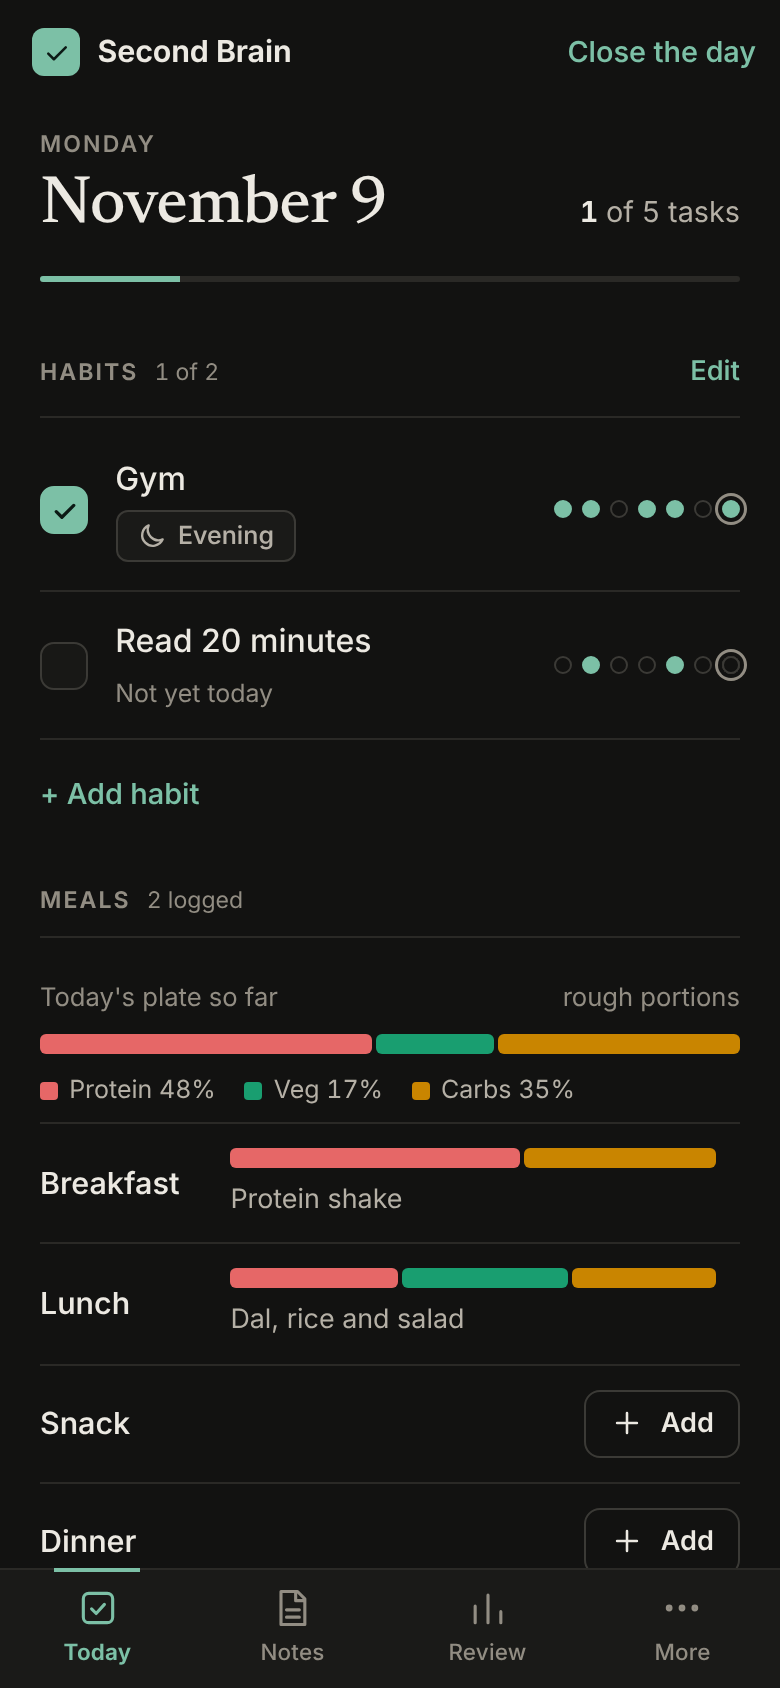 Second Brain
Close the day
MONDAY
November 9
1 of 5 tasks
HABITS 1 of 2
Edit
Gym
Evening
Read 20 minutes
Not yet today
+ Add habit
MEALS 2 logged
Today's plate so far
rough portions
Protein 48% Veg 17% Carbs 35%
Breakfast
Protein shake
Lunch
Dal, rice and salad
Snack
+ Add
Dinner
+ Add
Today
Notes
Review
More